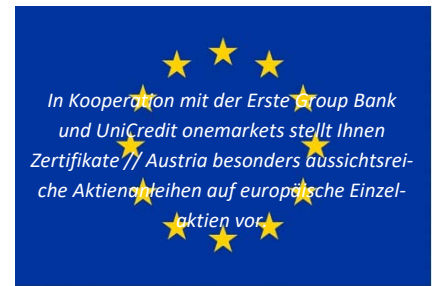 In Kooperation mit der Erste Group Bank
und UniCredit onemarkets stellt Ihnen
Zertifikate // Austria besonders aussichtsrei-
che Aktienanleihen auf europäische Einzel-
aktien vor.